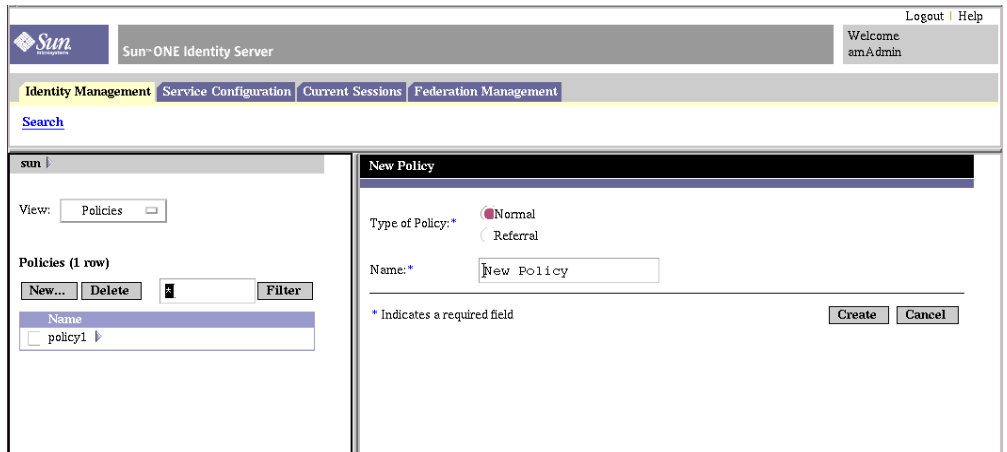 Logout | Help
Sun
microsystems
Sun™ ONE Identity Server
Welcome
amAdmin
Identity Management
Service Configuration
Current Sessions
Federation Management
Search
sun
New Policy
View:
Policies
Type of Policy:*
Normal
Referral
Policies (1 row)
Name:*
New Policy
New...
Delete
*
Filter
Name
policy1
* Indicates a required field
Create
Cancel